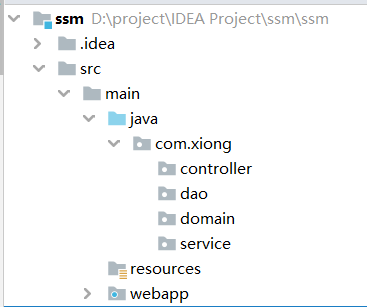 ssm D:\project\IDEA Project\ssm\ssm
.idea
src
main
java
com.xiong
controller
dao
domain
service
resources
webapp